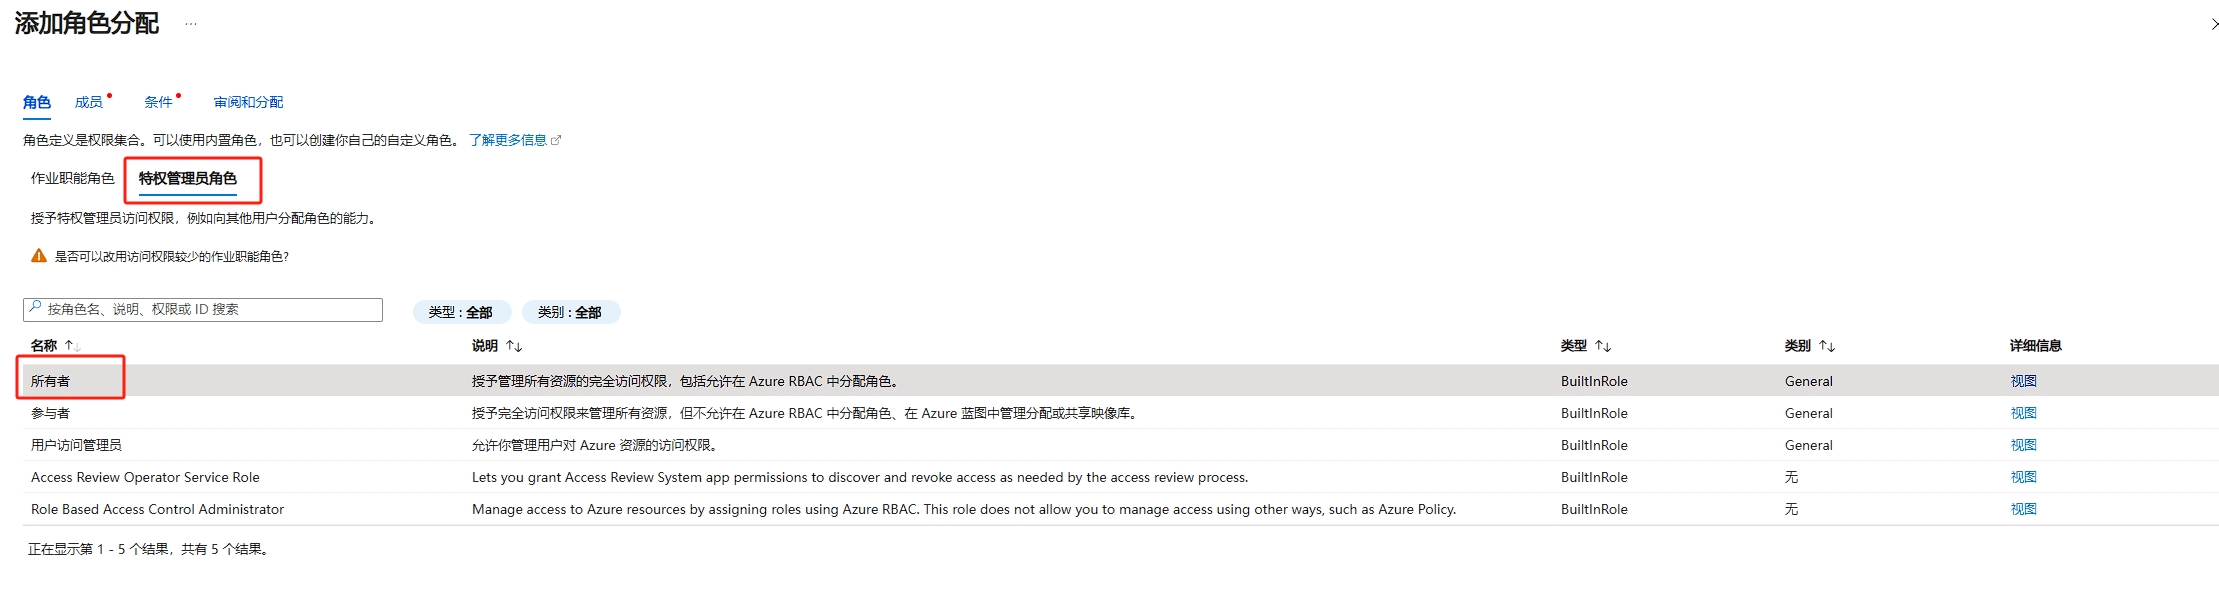 添加角色分配 ...
角色 成员 条件 审阅和分配
角色定义是权限集合。可以使用内置角色，也可以创建你自己的自定义角色。 了解更多信息
作业职能角色 特权管理员角色
授予特权管理员访问权限，例如向其他用户分配角色的能力。
是否可以改用访问权限较少的作业职能角色?
按角色名、说明、权限或 ID 搜索 类型 : 全部 类别 : 全部
名称 ↑↓ 说明 ↑↓ 类型 ↑↓ 类别 ↑↓ 详细信息
所有者 授予管理所有资源的完全访问权限，包括允许在 Azure RBAC 中分配角色。 BuiltInRole General 视图
参与者 授予完全访问权限来管理所有资源，但不允许在 Azure RBAC 中分配角色、在 Azure 蓝图中管理分配或共享映像库。 BuiltInRole General 视图
用户访问管理员 允许你管理用户对 Azure 资源的访问权限。 BuiltInRole General 视图
Access Review Operator Service Role Lets you grant Access Review System app permissions to discover and revoke access as needed by the access review process. BuiltInRole 无 视图
Role Based Access Control Administrator Manage access to Azure resources by assigning roles using Azure RBAC. This role does not allow you to manage access using other ways, such as Azure Policy. BuiltInRole 无 视图
正在显示第 1 - 5 个结果，共有 5 个结果。